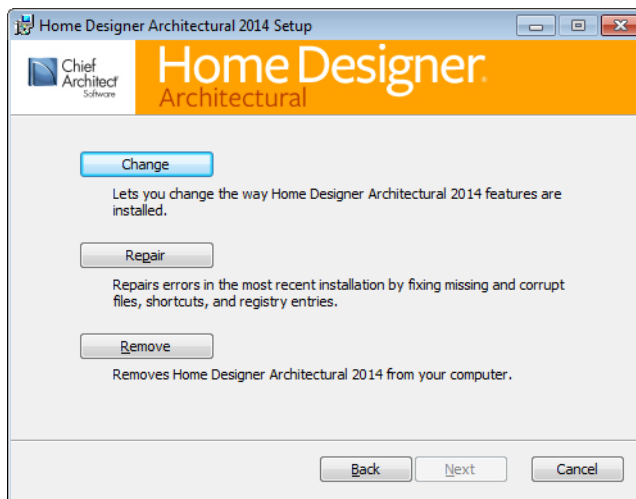 Home Designer Architectural 2014 Setup
Chief
Architect
Software
Home Designer®
Architectural
Change
Lets you change the way Home Designer Architectural 2014 features are
installed.
Repair
Repairs errors in the most recent installation by fixing missing and corrupt
files, shortcuts, and registry entries.
Remove
Removes Home Designer Architectural 2014 from your computer.
Back Next Cancel